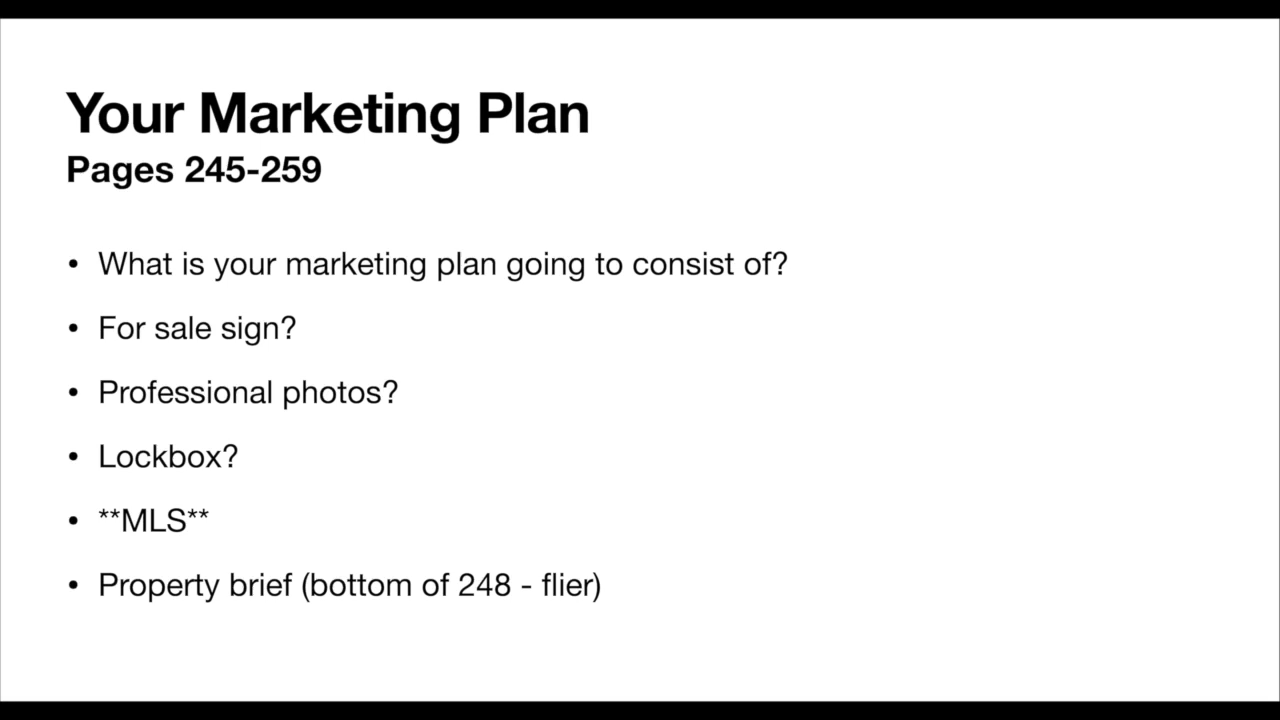 Your Marketing Plan
Pages 245-259
• What is your marketing plan going to consist of?
• For sale sign?
• Professional photos?
• Lockbox?
• **MLS**
• Property brief (bottom of 248 - flier)